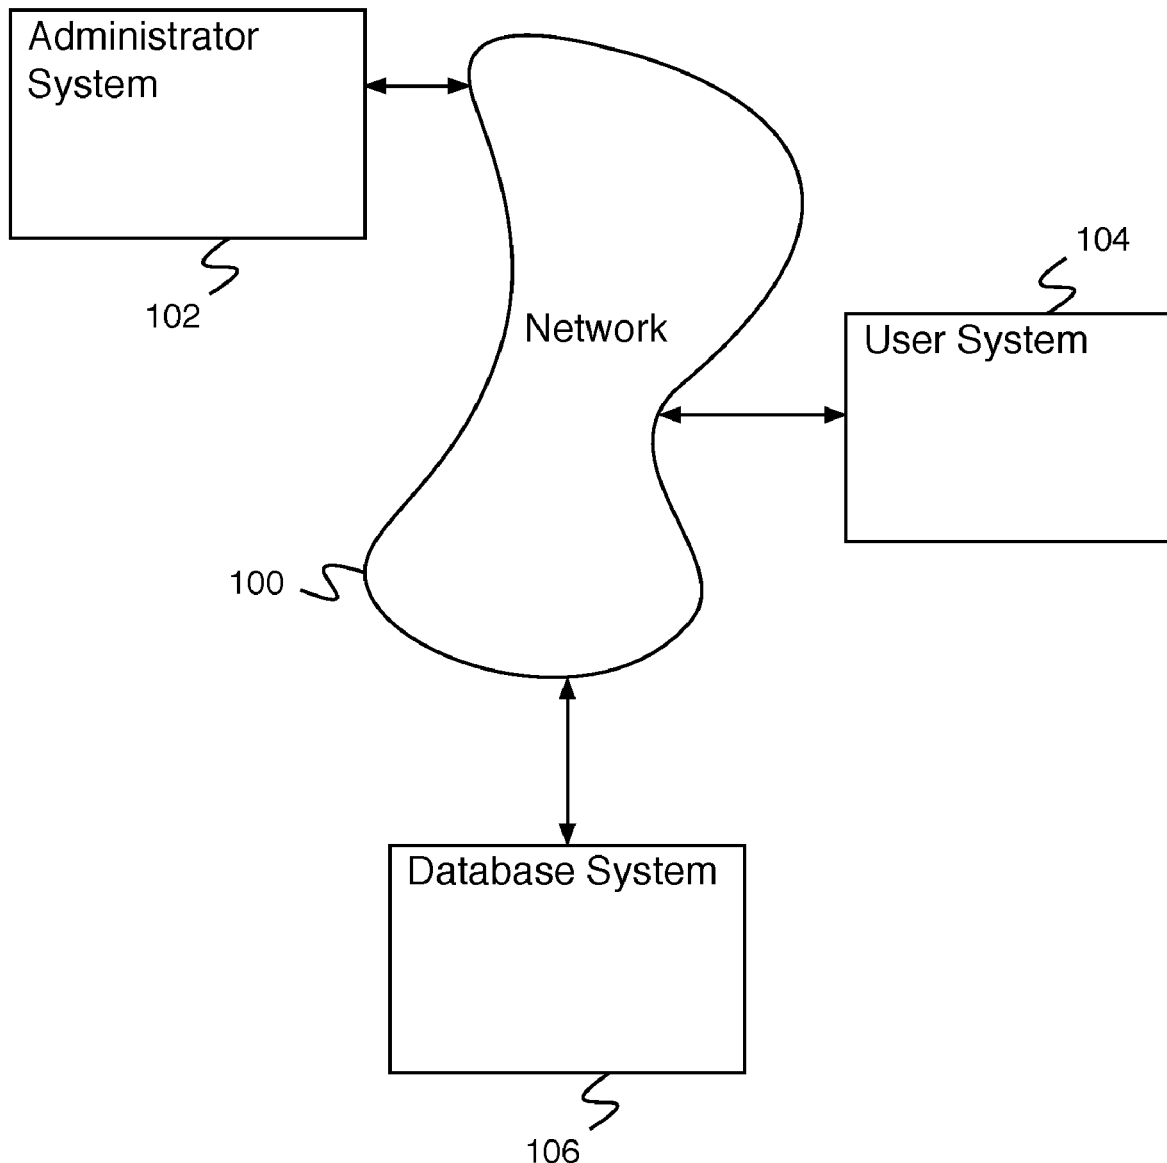 Administrator
System
102
104
Network
User System
100
Database System
106